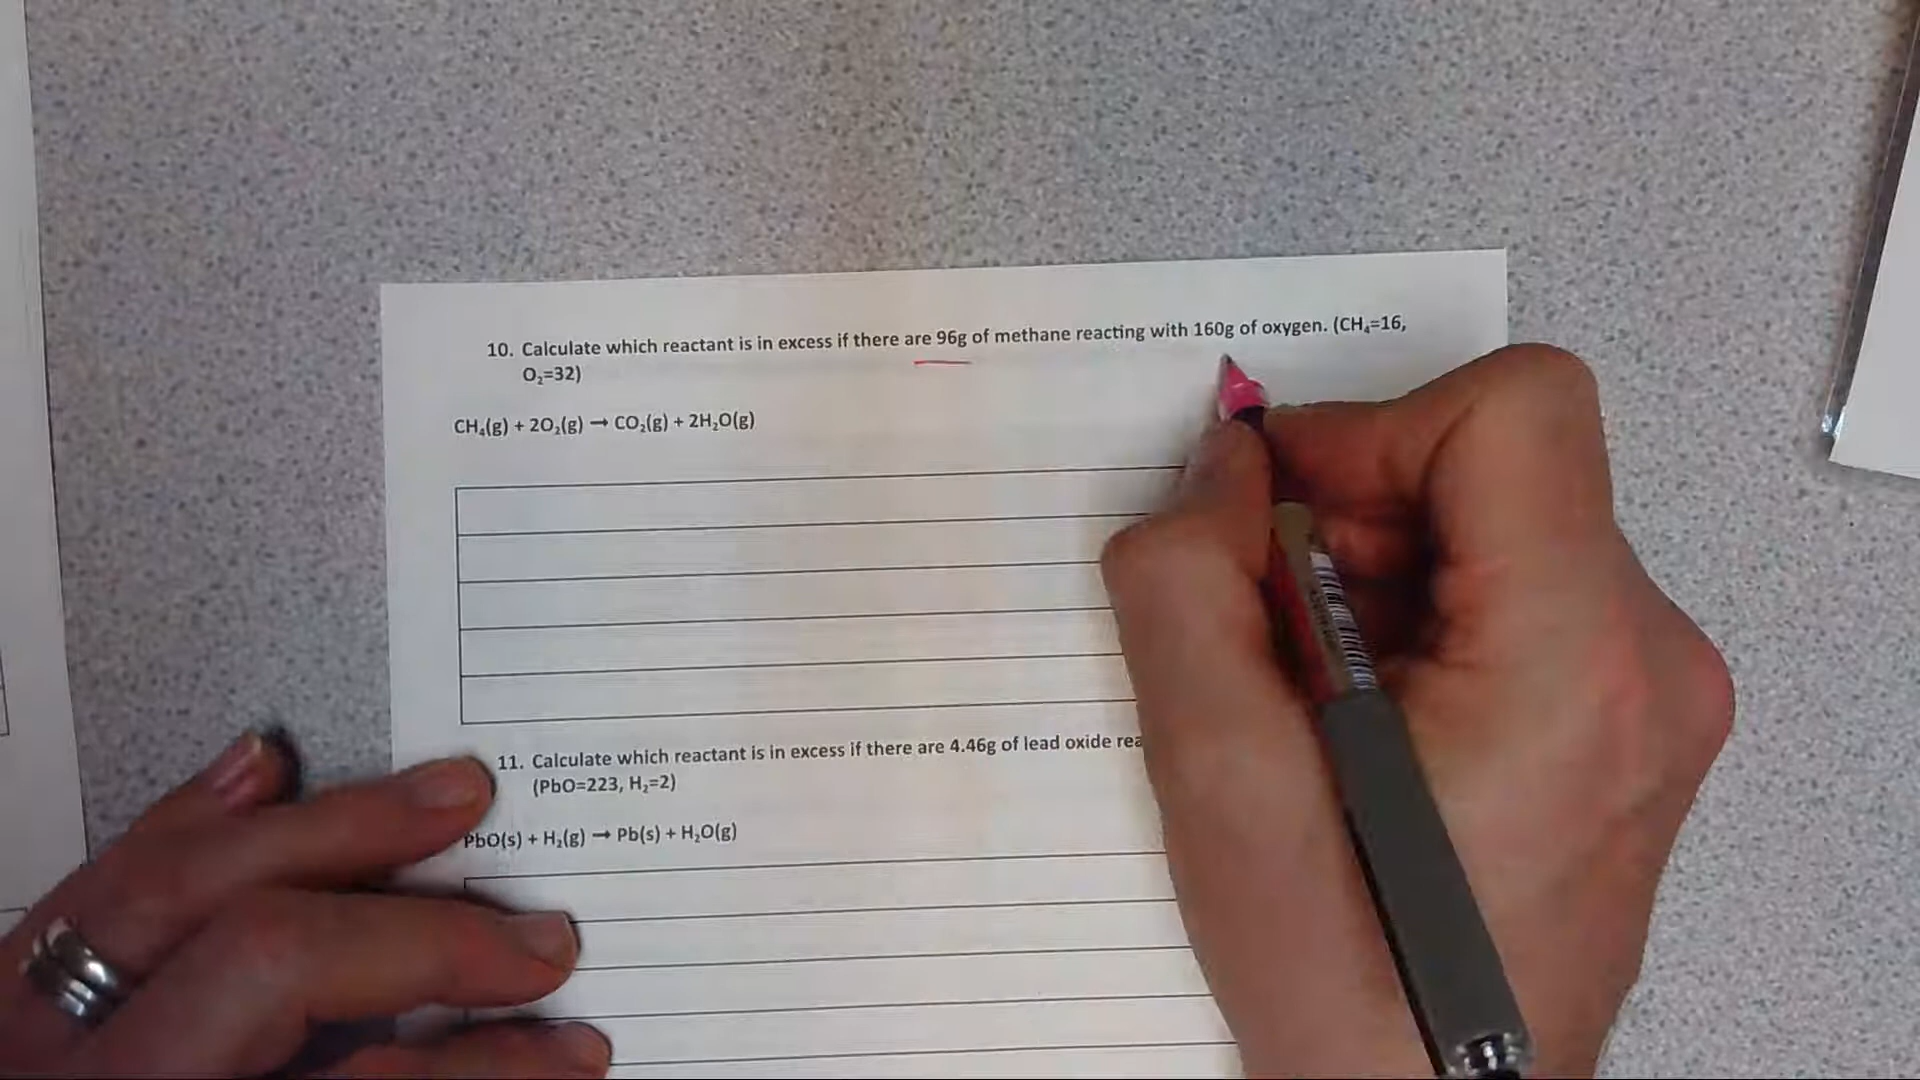 10. Calculate which reactant is in excess if there are 96g of methane reacting with 160g of oxygen. (CH₄=16,
O₂=32)
CH₄(g) + 2O₂(g) → CO₂(g) + 2H₂O(g)
11. Calculate which reactant is in excess if there are 4.46g of lead oxide
(PbO=223, H₂=2)
PbO(s) + H₂(g) → Pb(s) + H₂O(g)